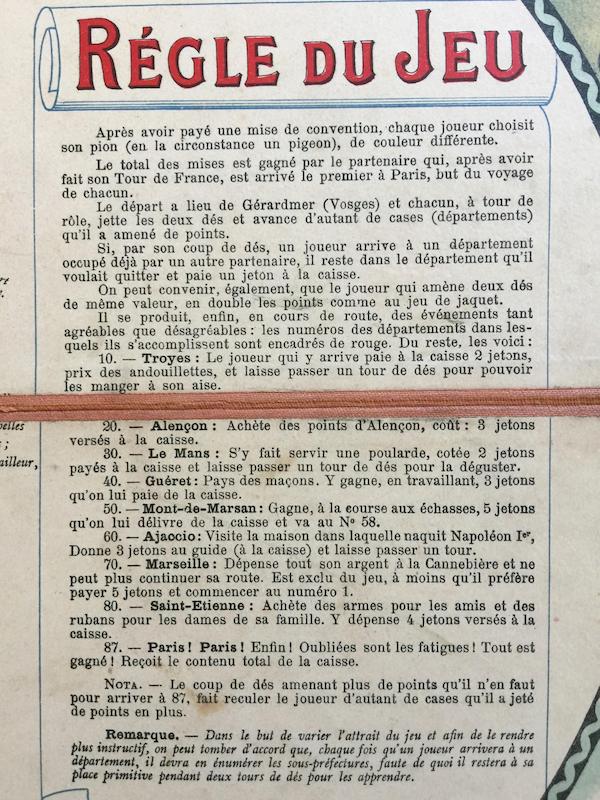 RÉGLE DU JEU
Après avoir payé une mise de convention, chaque joueur choisit
son pion (en la circonstance un pigeon), de couleur différente.
Le total des mises est gagné par le partenaire qui, après avoir
fait son Tour de France, est arrivé le premier à Paris, but du voyage
de chacun.
Le départ a lieu de Gérardmer (Vosges) et chacun, à tour de
rôle, jette les deux dés et avance d'autant de cases (départements)
qu'il a amené de points.
Si, par son coup de dés, un joueur arrive à un département
occupé déjà par un autre partenaire, il reste dans le département qu'il
voulait quitter et paie un jeton à la caisse.
On peut convenir, également, que le joueur qui amène deux dés
de même valeur, en double les points comme au jeu de jaquet.
Il se produit, enfin, en cours de route, des événements tant
agréables que désagréables : les numéros des départements dans les-
quels ils s'accomplissent sont encadrés de rouge. Du reste, les voici :
10. — Troyes : Le joueur qui y arrive paie à la caisse 2 jetons,
prix des andouillettes, et laisse passer un tour de dés pour pouvoir
les manger à son aise.
20. — Alençon : Achète des points d'Alençon, coût : 3 jetons
versés à la caisse.
30. — Le Mans : S'y fait servir une poularde, cotée 2 jetons
payés à la caisse et laisse passer un tour de dés pour la déguster.
40. — Guéret : Pays des maçons. Y gagne, en travaillant, 3 jetons
qu'on lui paie de la caisse.
50. — Mont-de-Marsan : Gagne, à la course aux échasses, 5 jetons
qu'on lui délivre de la caisse et va au Nº 58.
60. — Ajaccio : Visite la maison dans laquelle naquit Napoléon Ier,
Donne 3 jetons au guide (à la caisse) et laisse passer un tour.
70. — Marseille : Dépense tout son argent à la Cannebière et ne
peut plus continuer sa route. Est exclu du jeu, à moins qu'il préfère
payer 5 jetons et commencer au numéro 1.
80. — Saint-Etienne : Achète des armes pour les amis et des
rubans pour les dames de sa famille. Y dépense 4 jetons versés à la
caisse.
87. — Paris ! Paris ! Enfin ! Oubliées sont les fatigues ! Tout est
gagné ! Reçoit le contenu total de la caisse.
NOTA. — Le coup de dés amenant plus de points qu'il n'en faut
pour arriver à 87, fait reculer le joueur d'autant de cases qu'il a jeté
de points en plus.
Remarque. — Dans le but de varier l'attrait du jeu et afin de le rendre
plus instructif, on peut tomber d'accord que, chaque fois qu'un joueur arrivera à un
département, il devra en énumérer les sous-préfectures, faute de quoi il restera à sa
place primitive pendant deux tours de dés pour les apprendre.